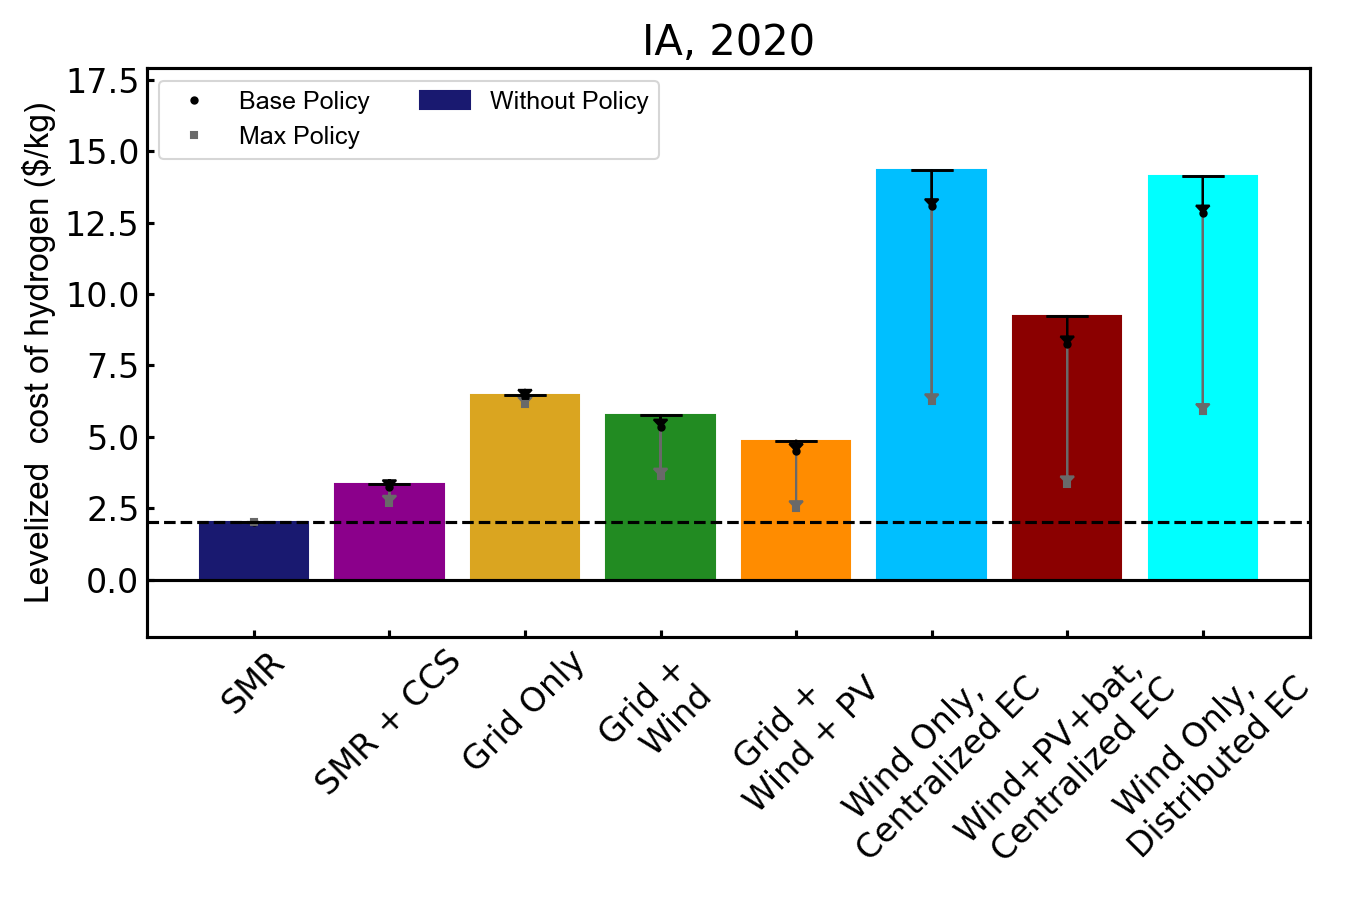 IA, 2020
Levelized  cost of hydrogen ($/kg)
17.5
15.0
12.5
10.0
7.5
5.0
2.5
0.0
Base Policy
Max Policy
Without Policy
SMR
SMR + CCS
Grid Only
Grid +
Wind
Grid +
Wind + PV
Wind Only,
Centralized EC
Wind+PV+bat,
Centralized EC
Wind Only,
Distributed EC